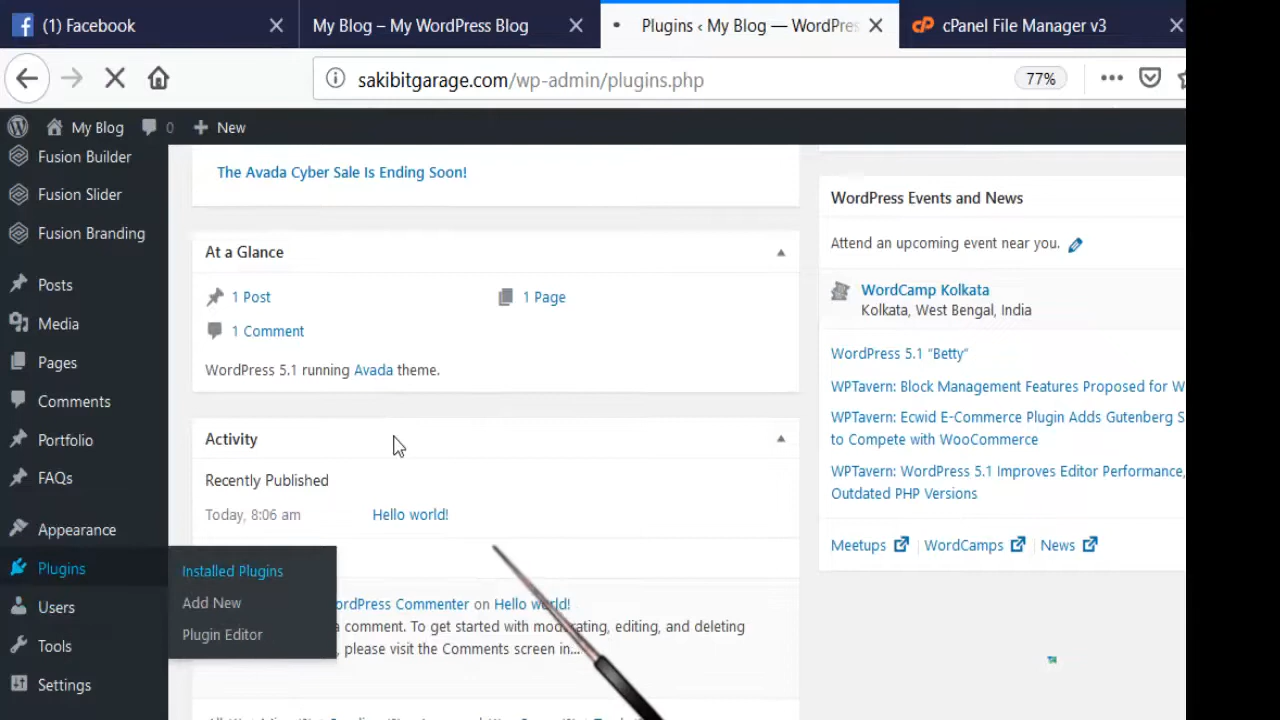 (1) Facebook
My Blog – My WordPress Blog
Plugins ‹ My Blog — WordPres
cPanel File Manager v3
sakibitgarage.com/wp-admin/plugins.php
77%
My Blog
0
New
Fusion Builder
Fusion Slider
Fusion Branding
Posts
Media
Pages
Comments
Portfolio
FAQs
Appearance
Plugins
Users
Tools
Settings
Installed Plugins
Add New
Plugin Editor
The Avada Cyber Sale Is Ending Soon!
At a Glance
1 Post
1 Page
1 Comment
WordPress 5.1 running Avada theme.
Activity
Recently Published
Today, 8:06 am
Hello world!
ordPress Commenter on Hello world!
a comment. To get started with moderating, editing, and deleting
, please visit the Comments screen in...
WordPress Events and News
Attend an upcoming event near you.
WordCamp Kolkata
Kolkata, West Bengal, India
WordPress 5.1 “Betty”
WPTavern: Block Management Features Proposed for W
WPTavern: Ecwid E-Commerce Plugin Adds Gutenberg S
to Compete with WooCommerce
WPTavern: WordPress 5.1 Improves Editor Performance,
Outdated PHP Versions
Meetups
WordCamps
News